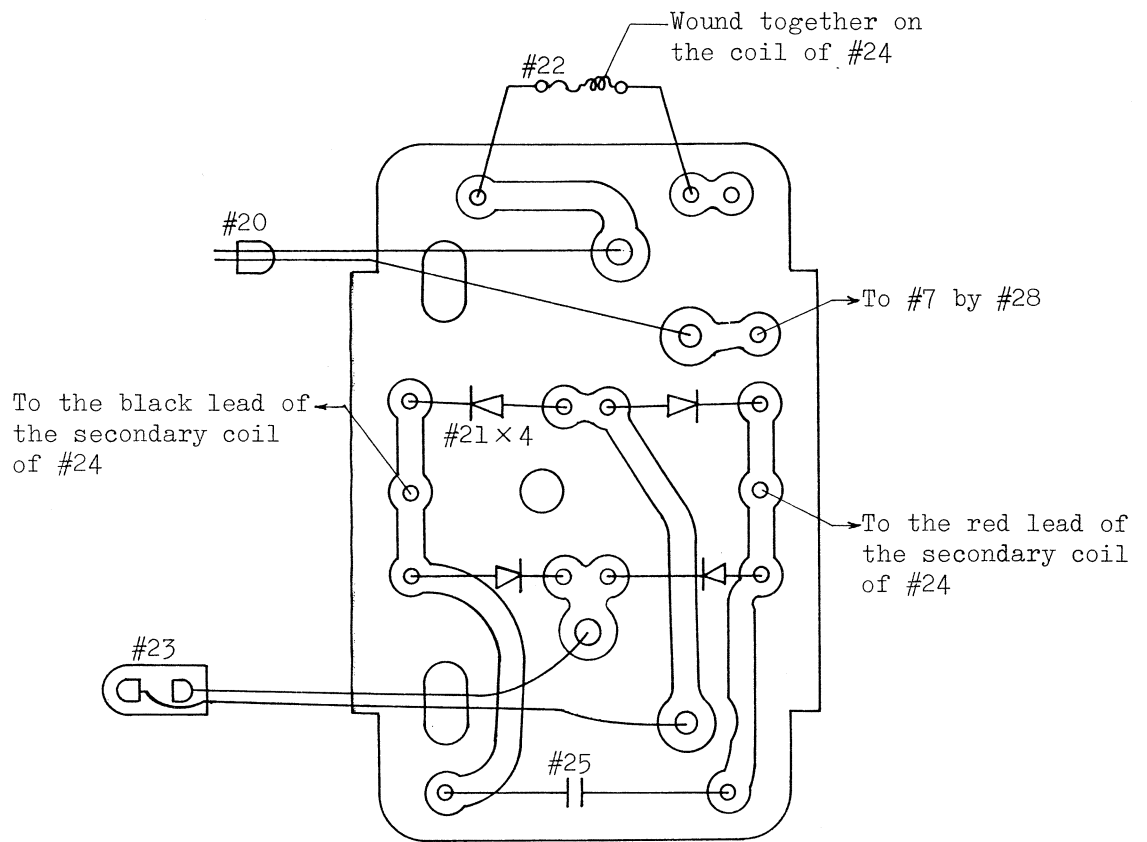 Wound together on
the coil of #24
#22
#20
To #7 by #28
To the black lead of
the secondary coil
of #24
#21×4
To the red lead of
the secondary coil
of #24
#23
#25